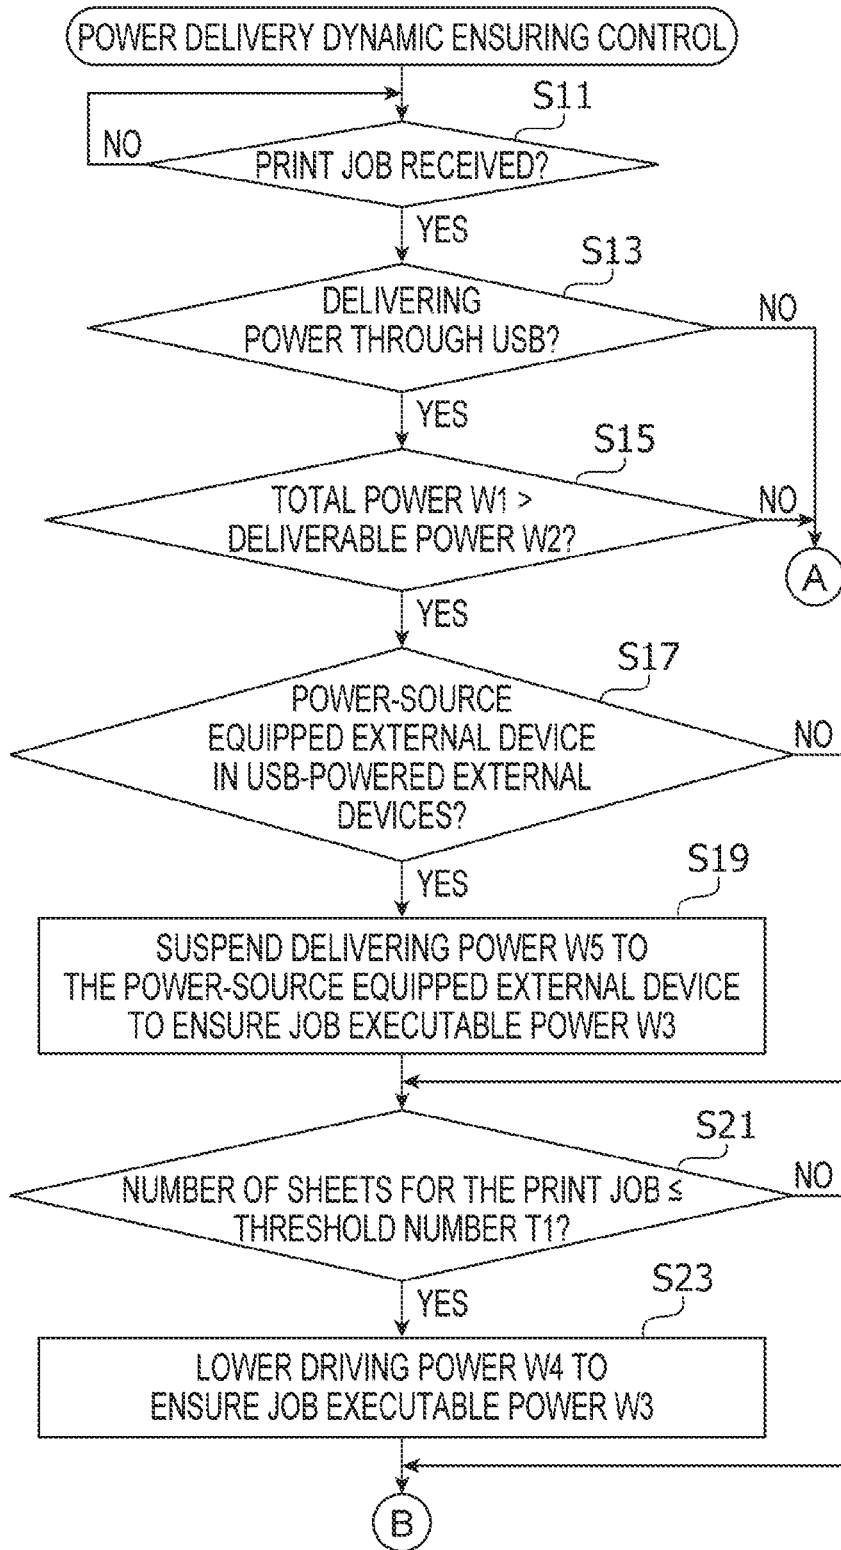 POWER DELIVERY DYNAMIC ENSURING CONTROL
S11
NO
PRINT JOB RECEIVED?
YES
S13
DELIVERING
POWER THROUGH USB?
NO
YES
S15
TOTAL POWER W1 >
DELIVERABLE POWER W2?
NO
A
YES
S17
POWER-SOURCE
EQUIPPED EXTERNAL DEVICE
IN USB-POWERED EXTERNAL
DEVICES?
NO
YES
S19
SUSPEND DELIVERING POWER W5 TO
THE POWER-SOURCE EQUIPPED EXTERNAL DEVICE
TO ENSURE JOB EXECUTABLE POWER W3
S21
NUMBER OF SHEETS FOR THE PRINT JOB ≤
THRESHOLD NUMBER T1?
NO
YES
S23
LOWER DRIVING POWER W4 TO
ENSURE JOB EXECUTABLE POWER W3
B